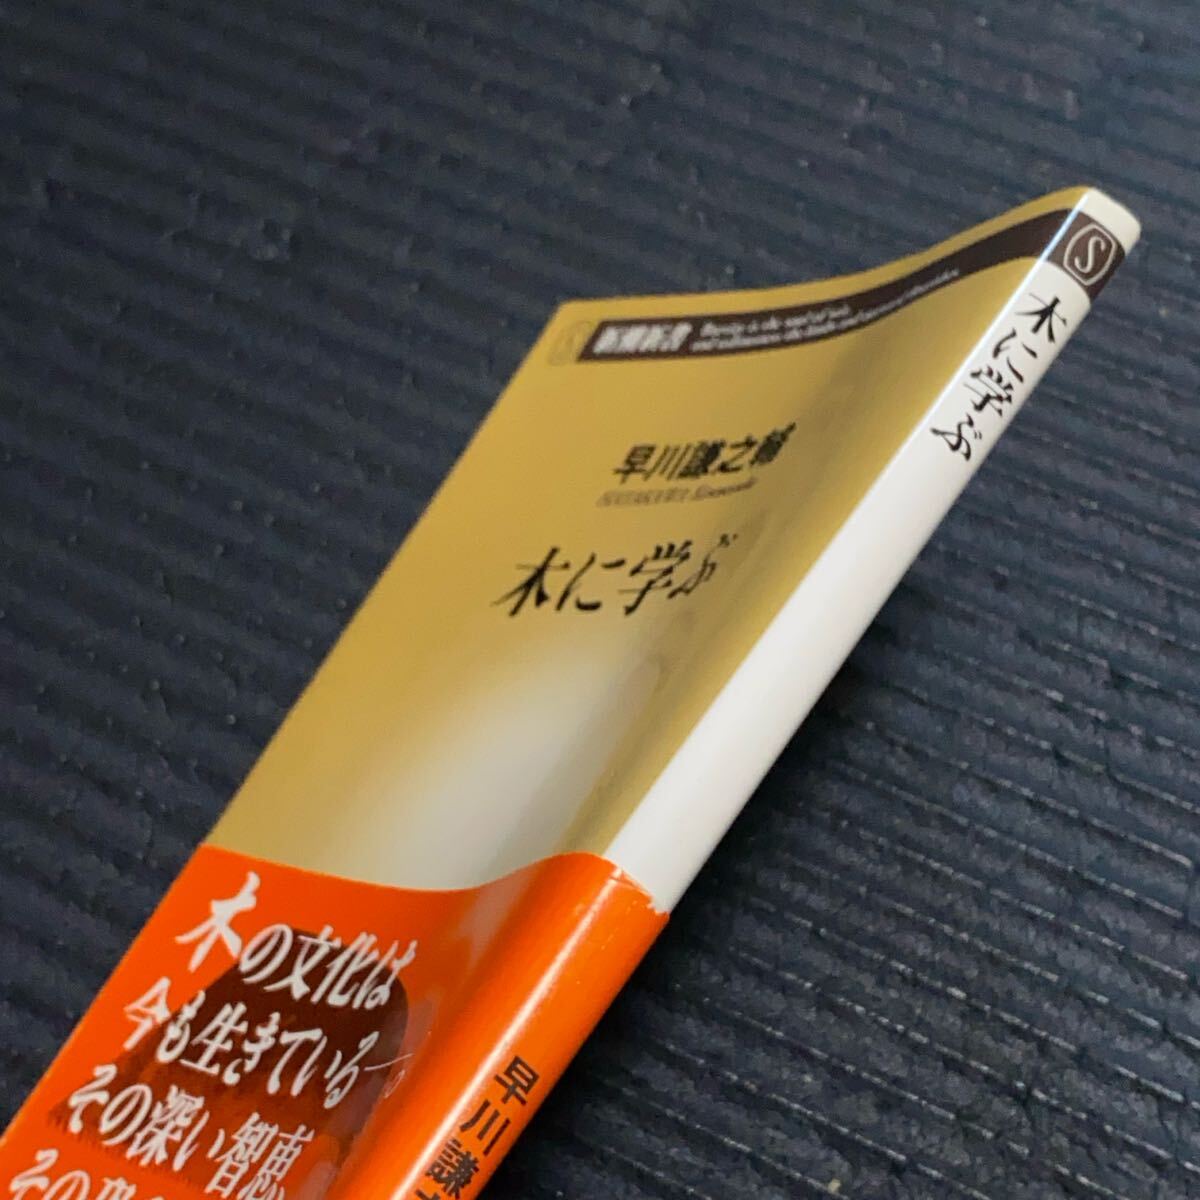 新潮新書
早川謙之輔
木に学ぶ
S
木に学ぶ
木の文化は
今も生きている―。
その深い智恵
早川謙